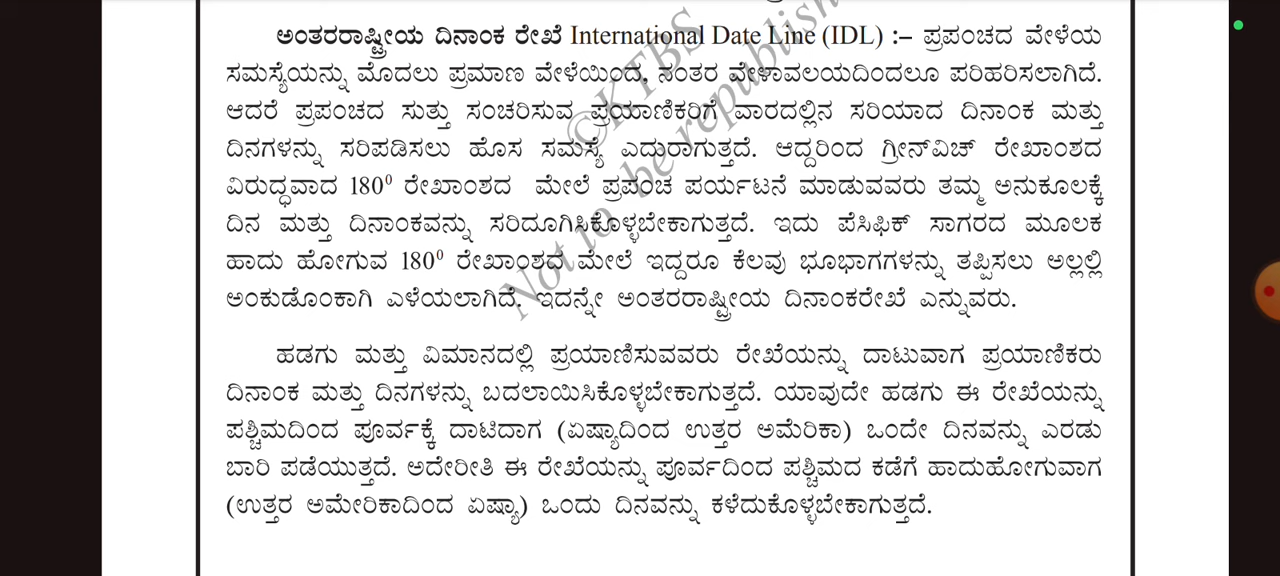 ಅಂತರರಾಷ್ಟ್ರೀಯ ದಿನಾಂಕ ರೇಖೆ International Date Line (IDL) :– ಪ್ರಪಂಚದ ವೇಳೆಯ
ಸಮಸ್ಯೆಯನ್ನು ಮೊದಲು ಪ್ರಮಾಣ ವೇಳೆಯಿಂದ, ನಂತರ ವೇಳಾವಲಯದಿಂದಲೂ ಪರಿಹರಿಸಲಾಗಿದೆ.
ಆದರೆ ಪ್ರಪಂಚದ ಸುತ್ತು ಸಂಚರಿಸುವ ಪ್ರಯಾಣಿಕರಿಗೆ ವಾರದಲ್ಲಿನ ಸರಿಯಾದ ದಿನಾಂಕ ಮತ್ತು
ದಿನಗಳನ್ನು ಸರಿಪಡಿಸಲು ಹೊಸ ಸಮಸ್ಯೆ ಎದುರಾಗುತ್ತದೆ. ಆದ್ದರಿಂದ ಗ್ರೀನ್‌ವಿಚ್ ರೇಖಾಂಶದ
ವಿರುದ್ಧವಾದ 180⁰ ರೇಖಾಂಶದ ಮೇಲೆ ಪ್ರಪಂಚ ಪರ್ಯಟನೆ ಮಾಡುವವರು ತಮ್ಮ ಅನುಕೂಲಕ್ಕೆ
ದಿನ ಮತ್ತು ದಿನಾಂಕವನ್ನು ಸರಿದೂಗಿಸಿಕೊಳ್ಳಬೇಕಾಗುತ್ತದೆ. ಇದು ಪೆಸಿಫಿಕ್ ಸಾಗರದ ಮೂಲಕ
ಹಾದು ಹೋಗುವ 180⁰ ರೇಖಾಂಶದ ಮೇಲೆ ಇದ್ದರೂ ಕೆಲವು ಭೂಭಾಗಗಳನ್ನು ತಪ್ಪಿಸಲು ಅಲ್ಲಲ್ಲಿ
ಅಂಕುಡೊಂಕಾಗಿ ಎಳೆಯಲಾಗಿದೆ. ಇದನ್ನೇ ಅಂತರರಾಷ್ಟ್ರೀಯ ದಿನಾಂಕರೇಖೆ ಎನ್ನುವರು.
ಹಡಗು ಮತ್ತು ವಿಮಾನದಲ್ಲಿ ಪ್ರಯಾಣಿಸುವವರು ರೇಖೆಯನ್ನು ದಾಟುವಾಗ ಪ್ರಯಾಣಿಕರು
ದಿನಾಂಕ ಮತ್ತು ದಿನಗಳನ್ನು ಬದಲಾಯಿಸಿಕೊಳ್ಳಬೇಕಾಗುತ್ತದೆ. ಯಾವುದೇ ಹಡಗು ಈ ರೇಖೆಯನ್ನು
ಪಶ್ಚಿಮದಿಂದ ಪೂರ್ವಕ್ಕೆ ದಾಟಿದಾಗ (ಏಷ್ಯಾದಿಂದ ಉತ್ತರ ಅಮೆರಿಕಾ) ಒಂದೇ ದಿನವನ್ನು ಎರಡು
ಬಾರಿ ಪಡೆಯುತ್ತದೆ. ಅದೇರೀತಿ ಈ ರೇಖೆಯನ್ನು ಪೂರ್ವದಿಂದ ಪಶ್ಚಿಮದ ಕಡೆಗೆ ಹಾದುಹೋಗುವಾಗ
(ಉತ್ತರ ಅಮೇರಿಕಾದಿಂದ ಏಷ್ಯಾ) ಒಂದು ದಿನವನ್ನು ಕಳೆದುಕೊಳ್ಳಬೇಕಾಗುತ್ತದೆ.
©KTBS
Not to be republish